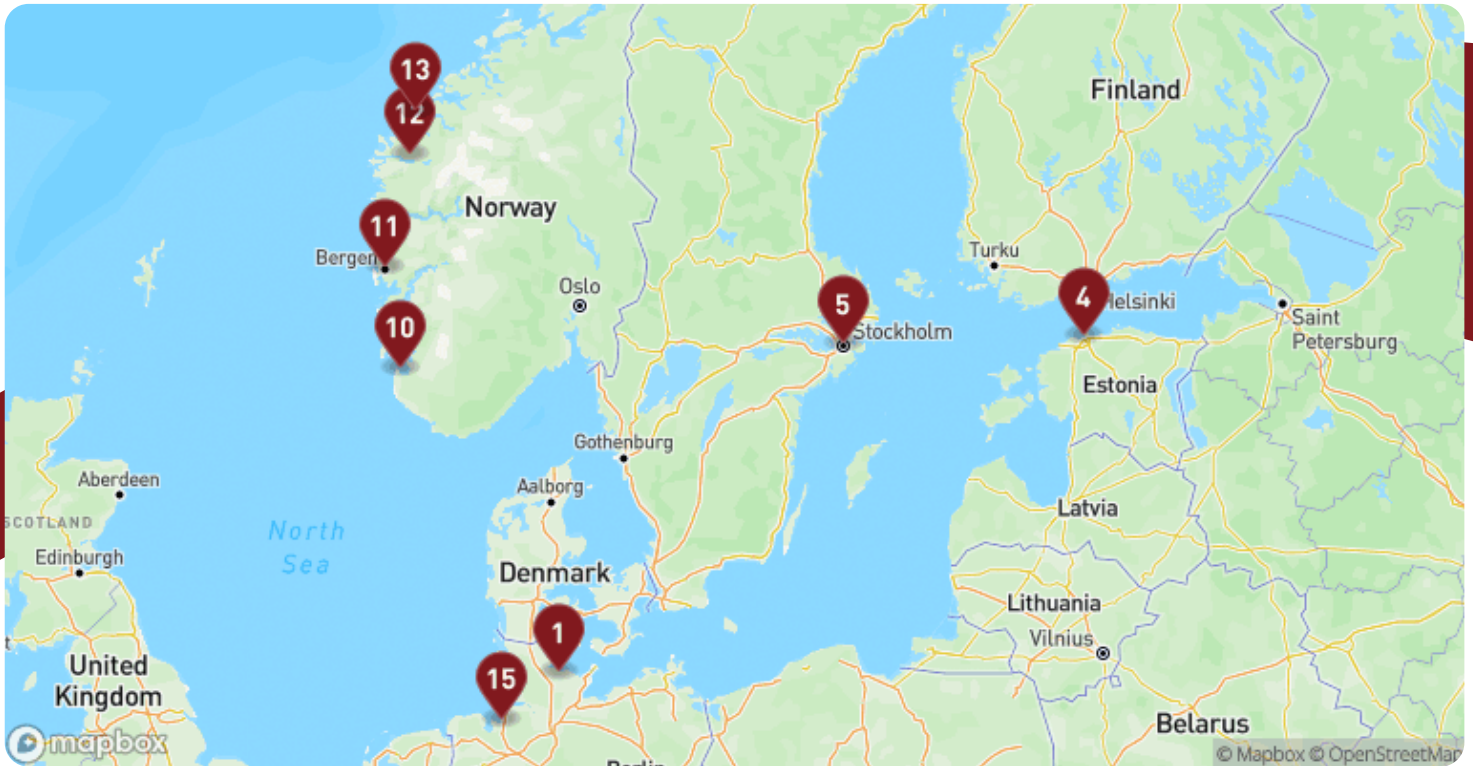 13
Finland
12
Norway
11
Bergen
Turku
Oslo
4
Helsinki
5
Saint
Petersburg
10
Stockholm
Estonia
Gothenburg
Aberdeen
Aalborg
Latvia
SCOTLAND
North
Sea
Edinburgh
Denmark
Lithuania
1
Vilnius
United
Kingdom
15
Belarus
mapbox
© Mapbox © OpenStreetMap